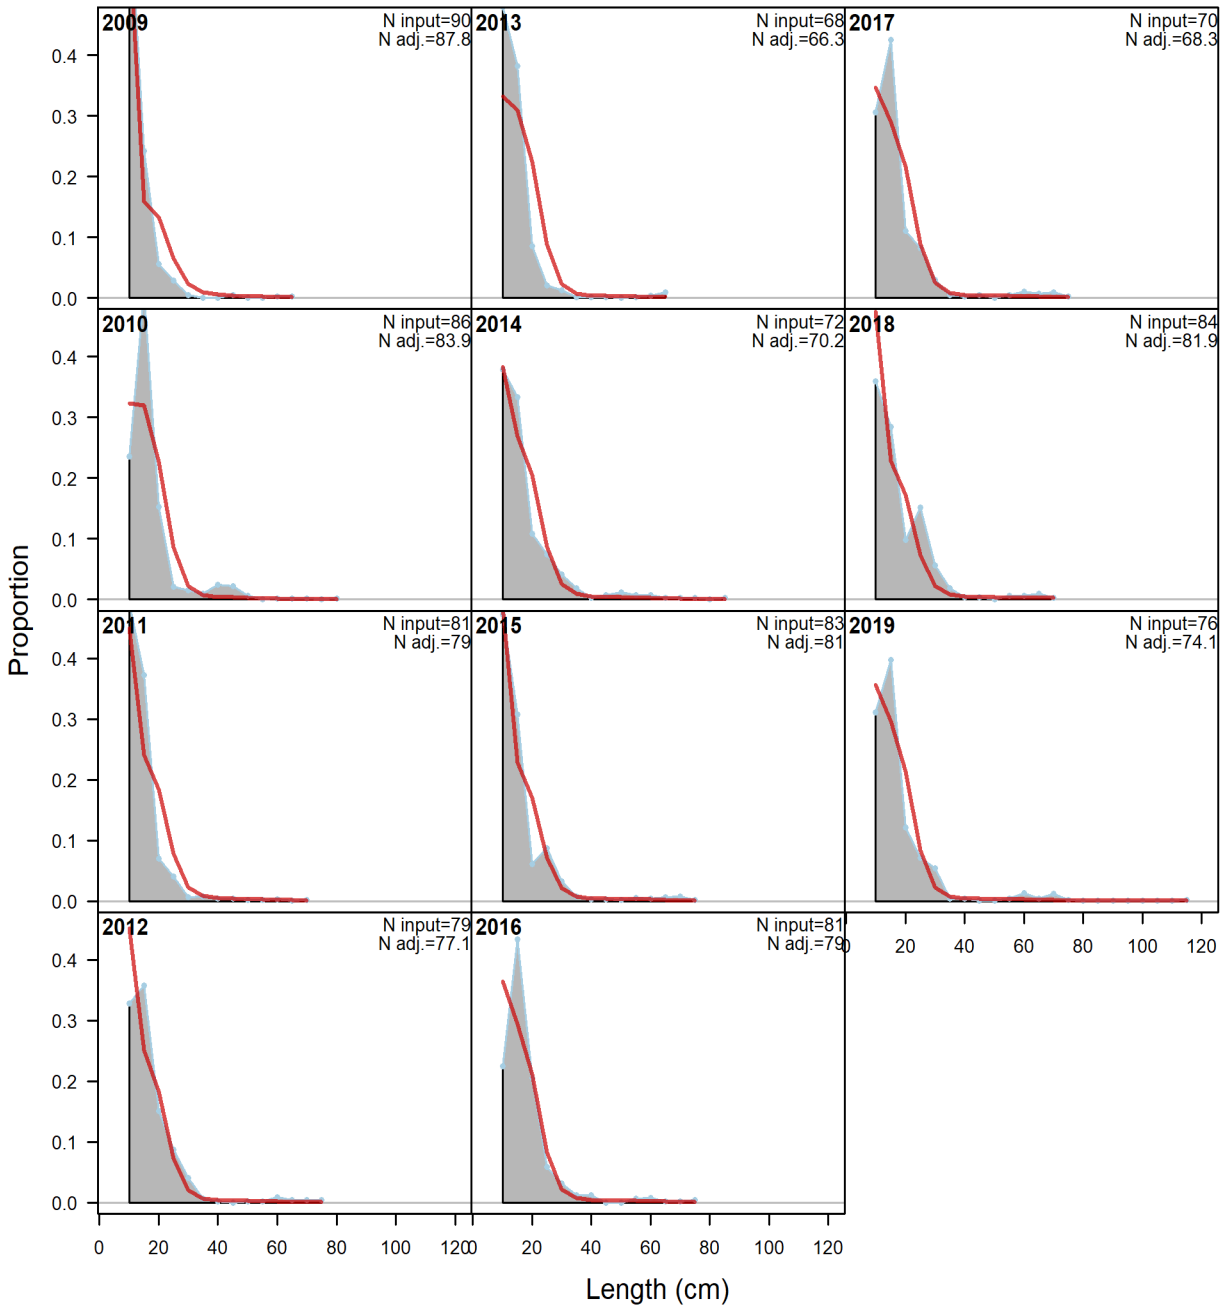 2009
N input=90
N adj.=87.8
2013
N input=68
N adj.=66.3
2017
N input=70
N adj.=68.3
0.4
0.3
0.2
0.1
0.0
2010
N input=86
N adj.=83.9
2014
N input=72
N adj.=70.2
2018
N input=84
N adj.=81.9
0.4
0.3
0.2
0.1
0.0
2011
N input=81
N adj.=79
2015
N input=83
N adj.=81
2019
N input=76
N adj.=74.1
0.4
0.3
0.2
0.1
0.0
0 20 40 60 80 100 120
2012
N input=79
N adj.=77.1
2016
N input=81
N adj.=79
0.4
0.3
0.2
0.1
0.0
0 20 40 60 80 100 120
0 20 40 60 80 100 120
Proportion
Length (cm)